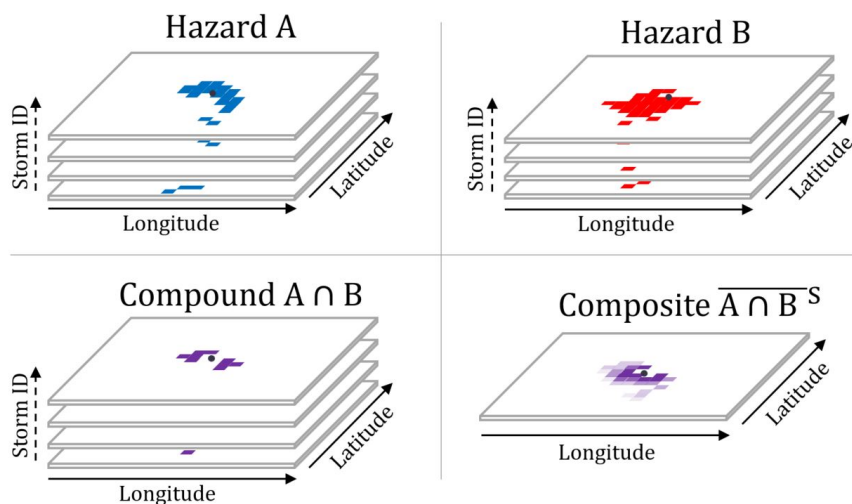 Hazard A
Storm ID
Latitude
Longitude
Hazard B
Storm ID
Latitude
Longitude
Compound A ∩ B
Storm ID
Latitude
Longitude
Composite A ∩ B S
Latitude
Longitude